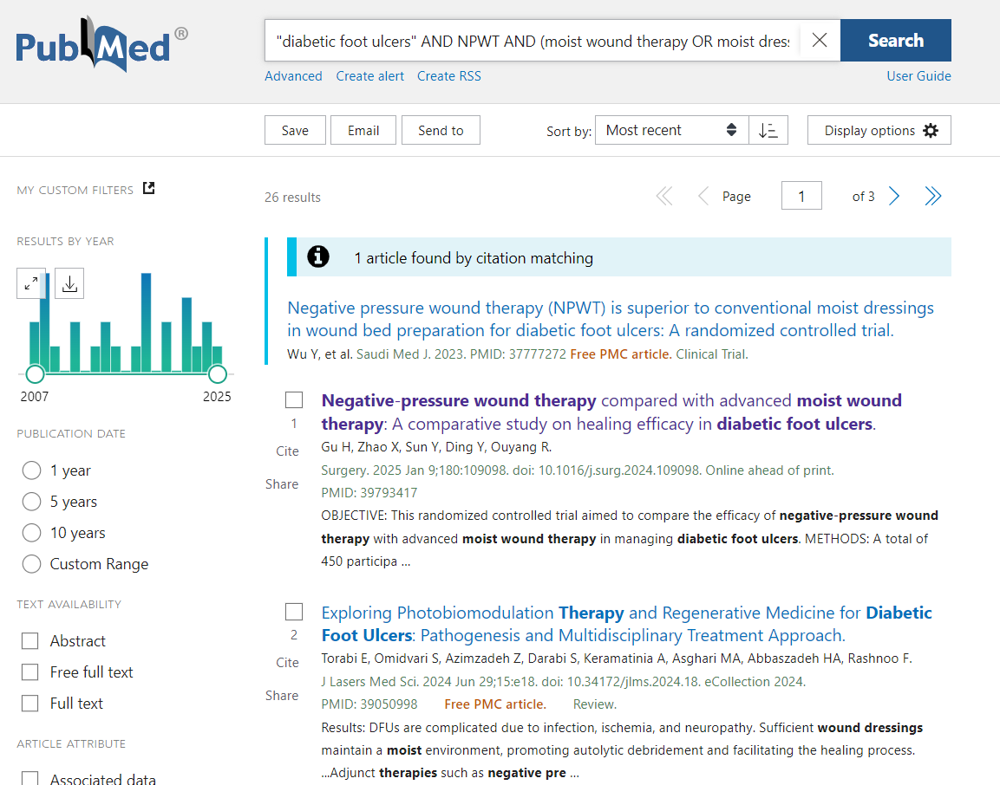 PubMed®
"diabetic foot ulcers" AND NPWT AND (moist wound therapy OR moist dress
Search
Advanced Create alert Create RSS User Guide
Save Email Send to Sort by: Most recent Display options
MY CUSTOM FILTERS
26 results Page 1 of 3
RESULTS BY YEAR
1 article found by citation matching
Negative pressure wound therapy (NPWT) is superior to conventional moist dressings
in wound bed preparation for diabetic foot ulcers: A randomized controlled trial.
Wu Y, et al. Saudi Med J. 2023. PMID: 37777272 Free PMC article. Clinical Trial.
2007 2025
Negative-pressure wound therapy compared with advanced moist wound
therapy: A comparative study on healing efficacy in diabetic foot ulcers.
1
Cite
Share
Gu H, Zhao X, Sun Y, Ding Y, Ouyang R.
Surgery. 2025 Jan 9;180:109098. doi: 10.1016/j.surg.2024.109098. Online ahead of print.
PMID: 39793417
OBJECTIVE: This randomized controlled trial aimed to compare the efficacy of negative-pressure wound
therapy with advanced moist wound therapy in managing diabetic foot ulcers. METHODS: A total of
450 participa ...
PUBLICATION DATE
1 year
5 years
10 years
Custom Range
TEXT AVAILABILITY
Abstract
Free full text
Full text
ARTICLE ATTRIBUTE
Associated data
Exploring Photobiomodulation Therapy and Regenerative Medicine for Diabetic
Foot Ulcers: Pathogenesis and Multidisciplinary Treatment Approach.
2
Cite
Share
Torabi E, Omidvari S, Azimzadeh Z, Darabi S, Keramatinia A, Asghari MA, Abbaszadeh HA, Rashnoo F.
J Lasers Med Sci. 2024 Jun 29;15:e18. doi: 10.34172/jlms.2024.18. eCollection 2024.
PMID: 39050998 Free PMC article. Review.
Results: DFUs are complicated due to infection, ischemia, and neuropathy. Sufficient wound dressings
maintain a moist environment, promoting autolytic debridement and facilitating the healing process.
...Adjunct therapies such as negative pre ...